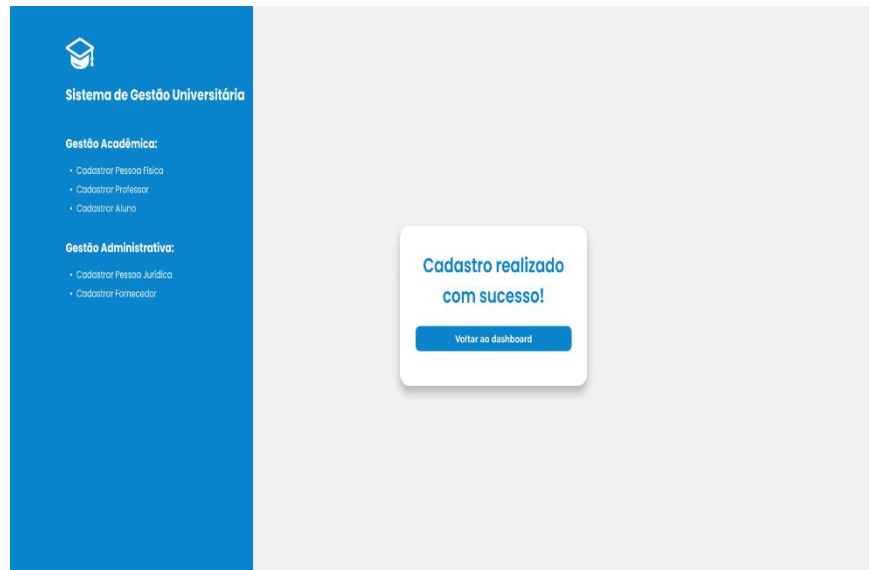 Sistema de Gestão Universitária
Gestão Acadêmica:
• Cadastrar Pessoa Física
• Cadastrar Professor
• Cadastrar Aluno
Gestão Administrativa:
• Cadastrar Pessoa Jurídica
• Cadastrar Fornecedor
Cadastro realizado
com sucesso!
Voltar ao dashboard